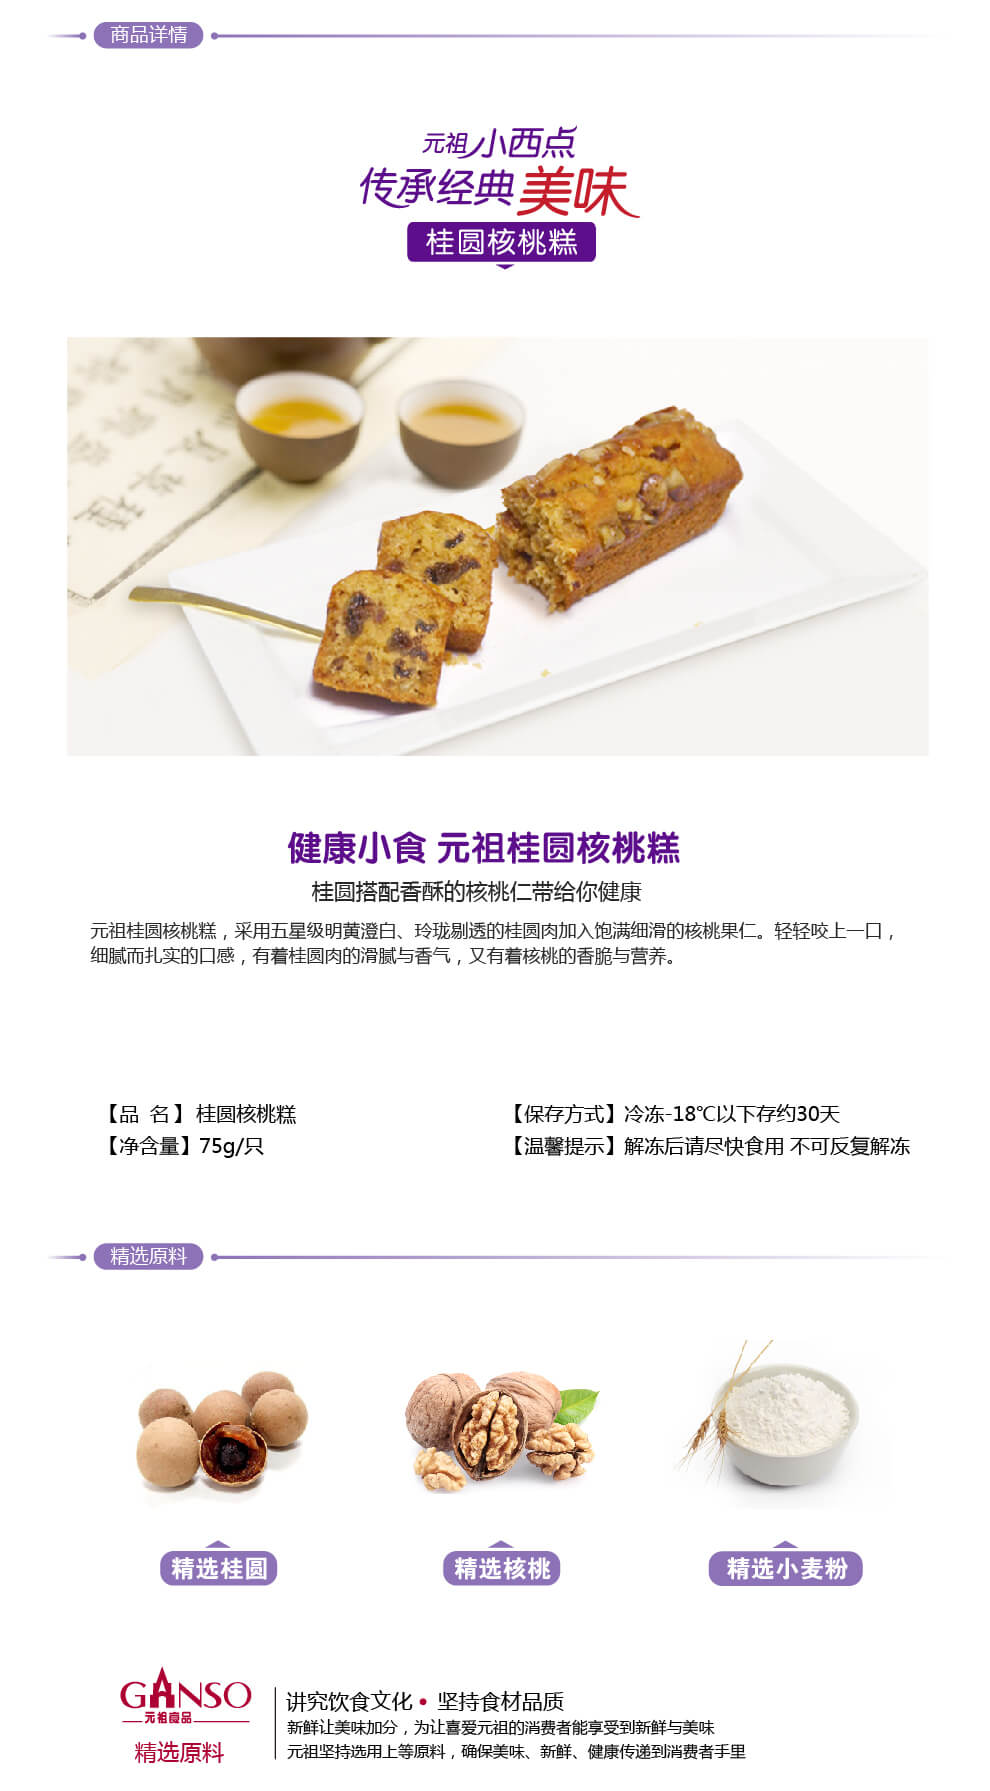 商品详情
元祖小西点
传承经典美味
桂圆核桃糕
健康小食 元祖桂圆核桃糕
桂圆搭配香酥的核桃仁带给你健康
元祖桂圆核桃糕，采用五星级明黄澄白、玲珑剔透的桂圆肉加入饱满细滑的核桃果仁。轻轻咬上一口，
细腻而扎实的口感，有着桂圆肉的滑腻与香气，又有着核桃的香脆与营养。
【品 名】 桂圆核桃糕
【保存方式】冷冻-18℃以下存约30天
【净含量】75g/只
【温馨提示】解冻后请尽快食用 不可反复解冻
精选原料
精选桂圆
精选核桃
精选小麦粉
GANSO
元祖食品
精选原料
讲究饮食文化• 坚持食材品质
新鲜让美味加分，为让喜爱元祖的消费者能享受到新鲜与美味
元祖坚持选用上等原料，确保美味、新鲜、健康传递到消费者手里